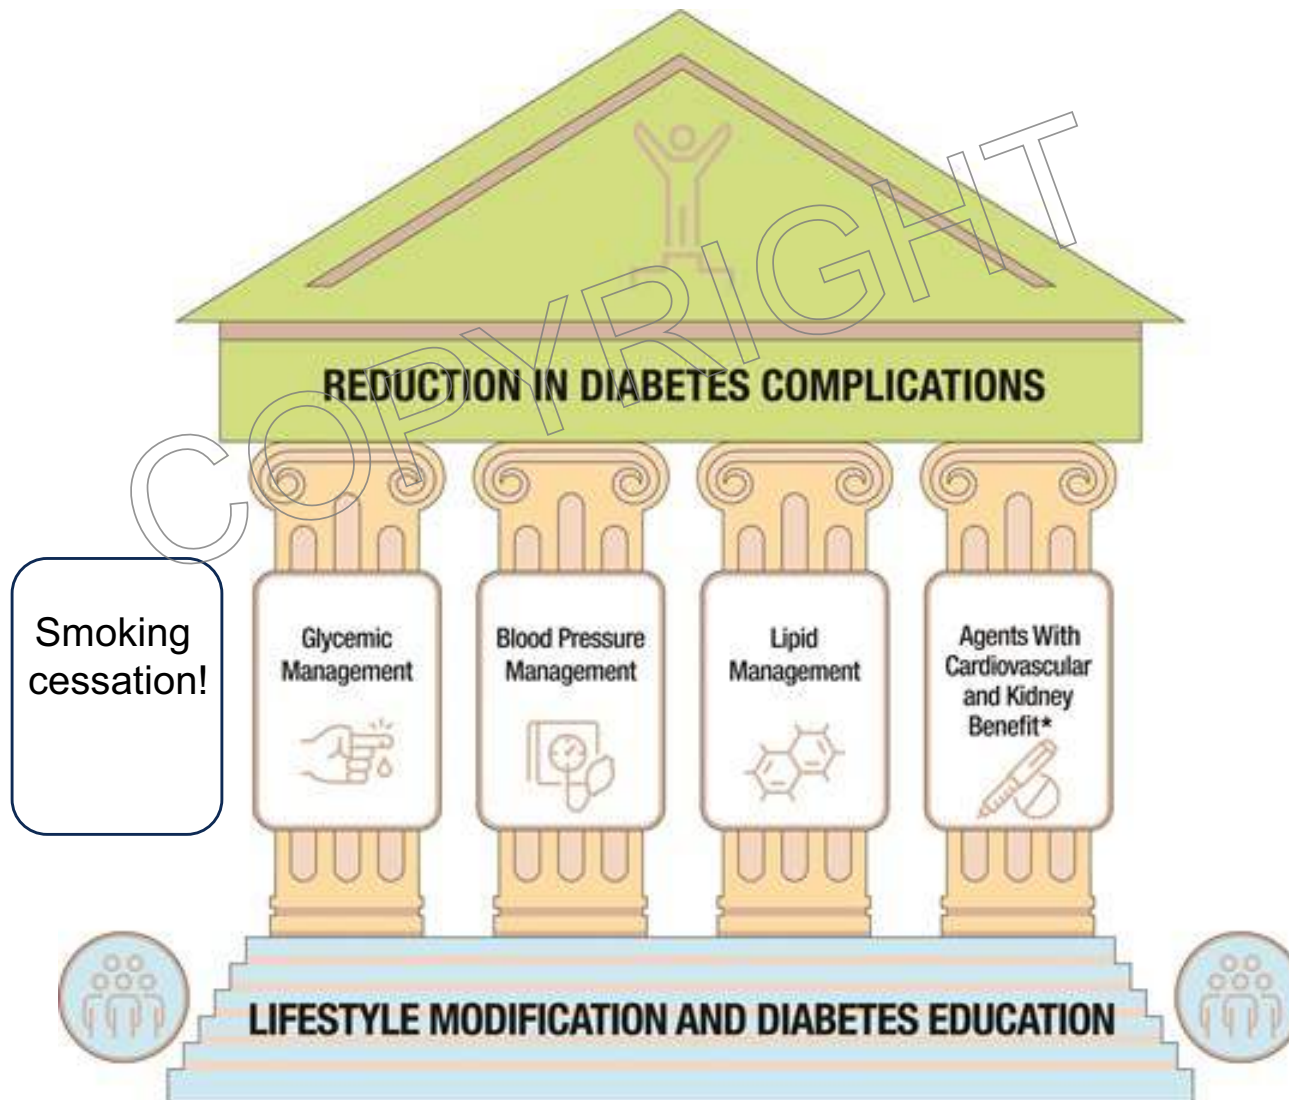 COPYRIGHT
REDUCTION IN DIABETES COMPLICATIONS
Smoking
cessation!
Glycemic
Management
Blood Pressure
Management
Lipid
Management
Agents With
Cardiovascular
and Kidney
Benefit*
LIFESTYLE MODIFICATION AND DIABETES EDUCATION